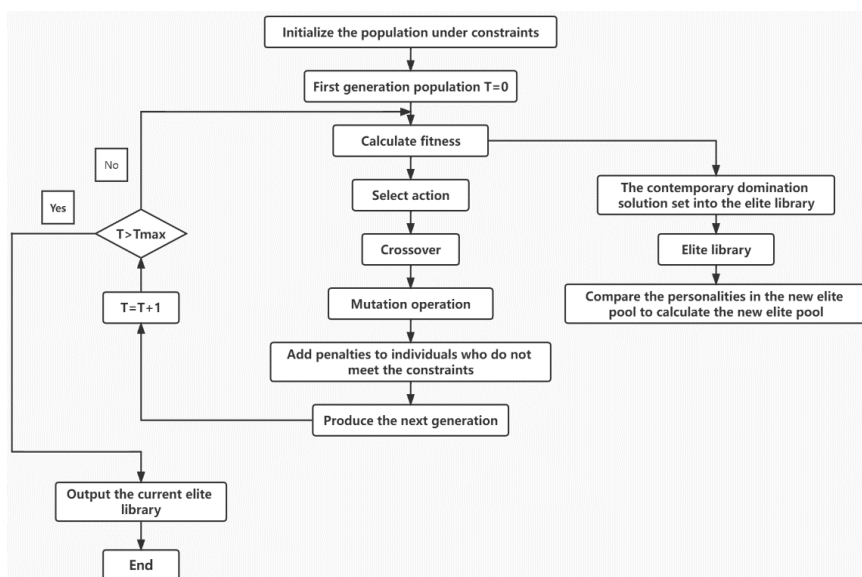 Initialize the population under constraints
First generation population T=0
Calculate fitness
No
Select action
The contemporary domination
solution set into the elite library
Yes
T>Tmax
Crossover
Elite library
T=T+1
Mutation operation
Compare the personalities in the new elite
pool to calculate the new elite pool
Add penalties to individuals who do not
meet the constraints
Produce the next generation
Output the current elite
library
End